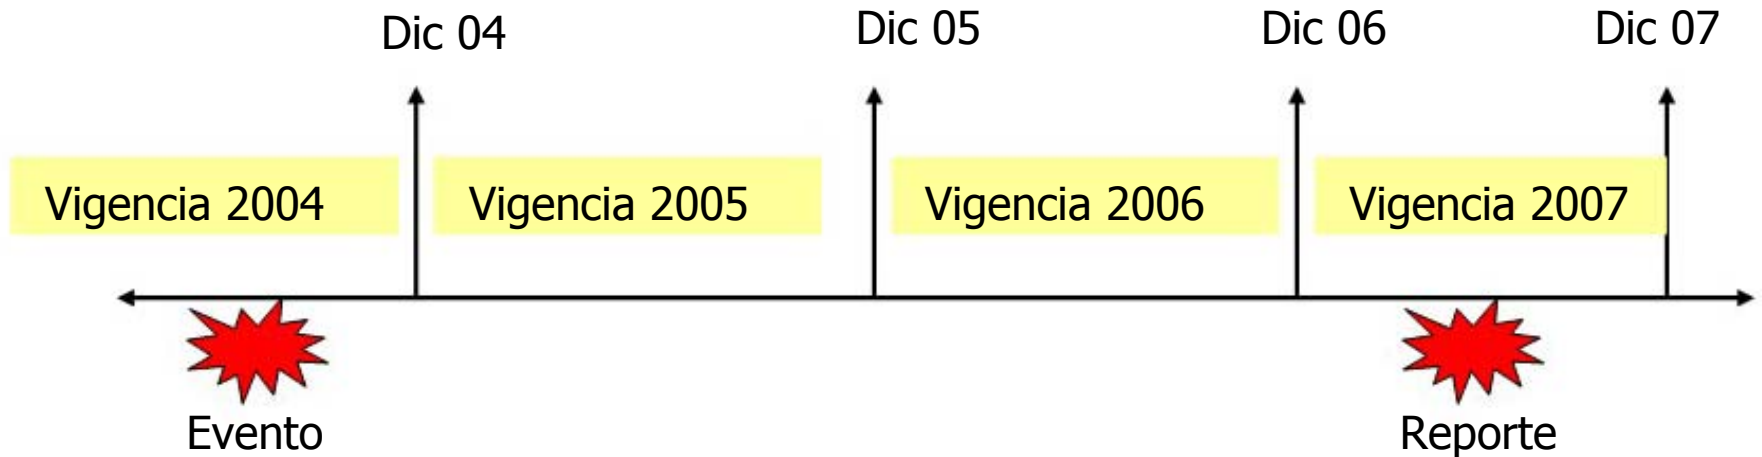 Dic 04
Dic 05
Dic 06
Dic 07
Vigencia 2004
Vigencia 2005
Vigencia 2006
Vigencia 2007
Evento
Reporte